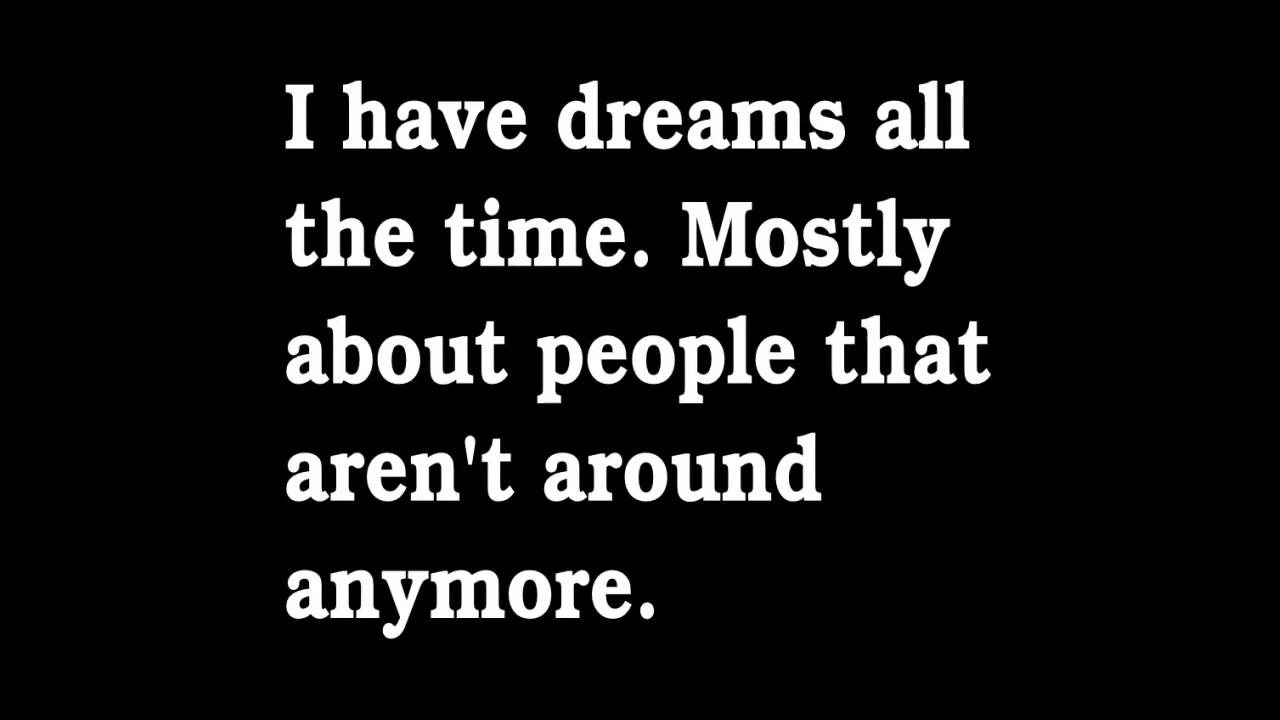 I have dreams all
the time. Mostly
about people that
aren't around
anymore.